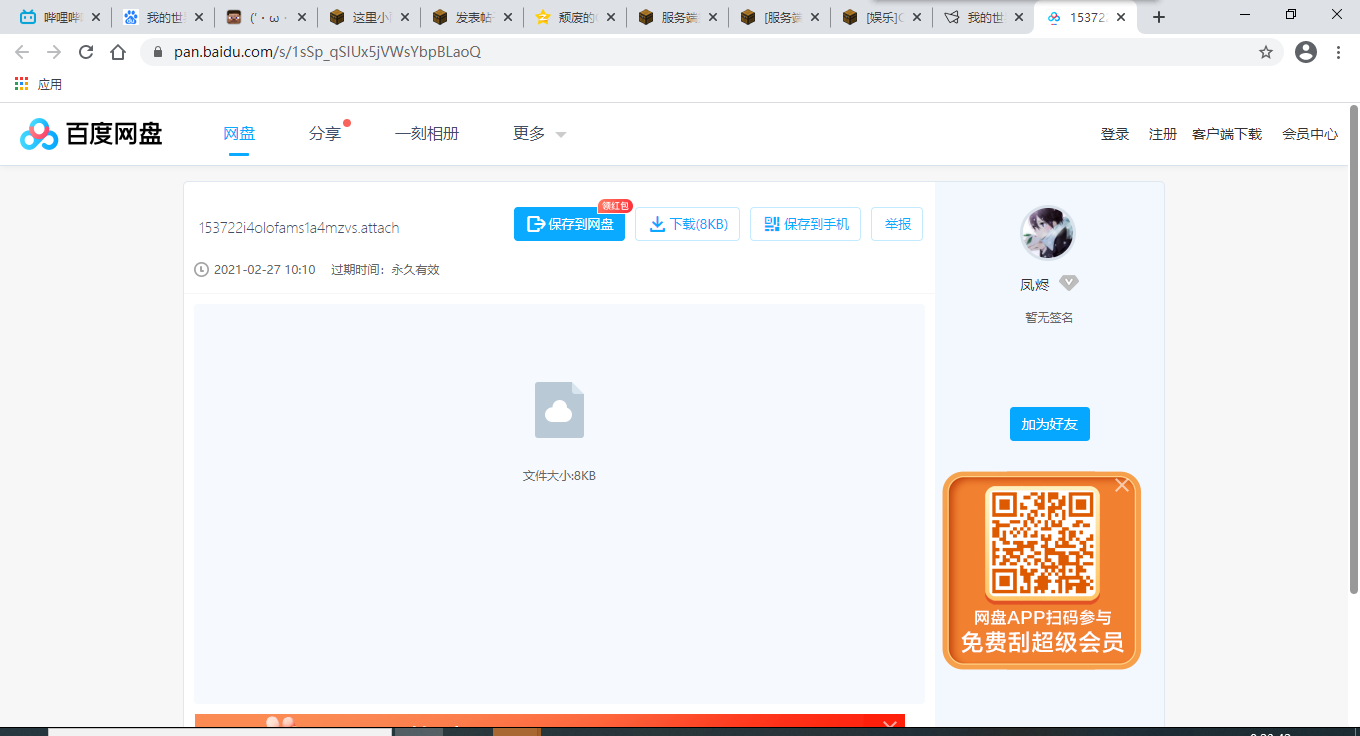 哔哩哔
我的世
(' · ω ·
这里小
发表帖
颓废的
服务端
[服务端
[娱乐]C
我的世
15372
pan.baidu.com/s/1sSp_qSIUx5jVWsYbpBLaoQ
应用
百度网盘 网盘 分享 一刻相册 更多 登录 注册 客户端下载 会员中心
领红包
153722i4olofams1a4mzvs.attach 保存到网盘 下载(8KB) 保存到手机 举报
2021-02-27 10:10 过期时间：永久有效
文件大小:8KB
凤烬
暂无签名
加为好友
网盘APP扫码参与
免费刮超级会员